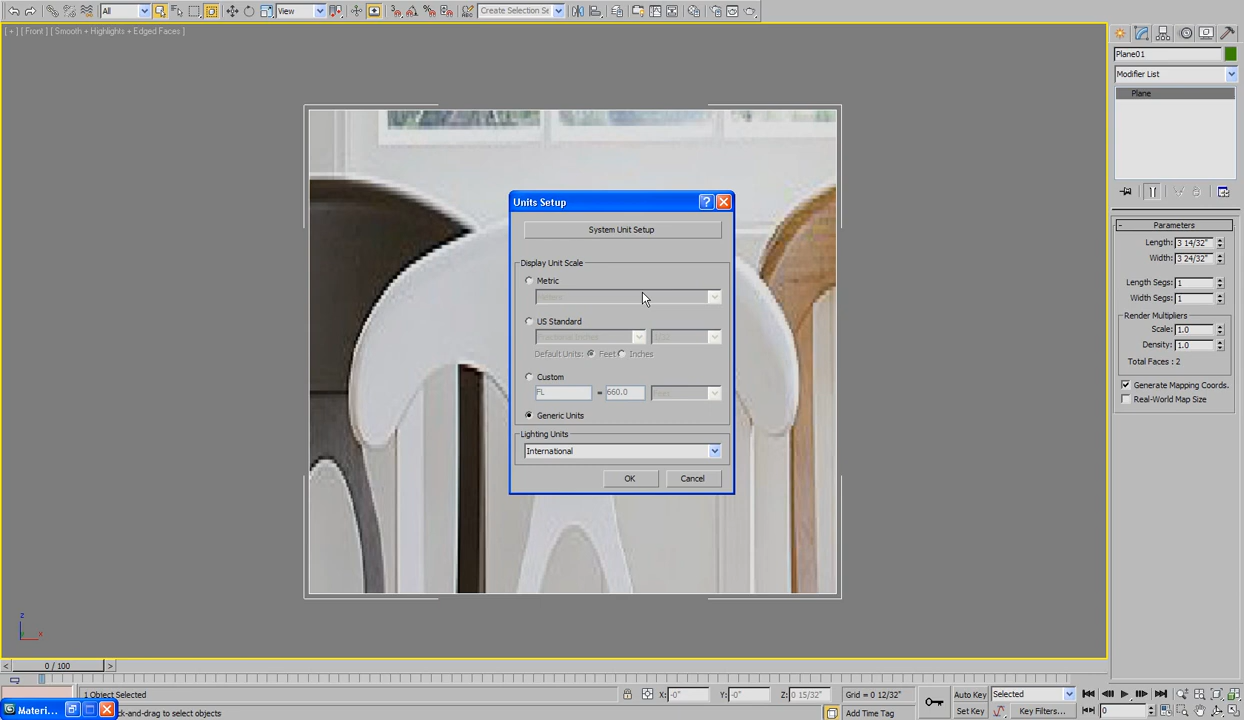 All
View
Create Selection Se
[ + ] [ Front ] [ Smooth + Highlights + Edged Faces ]
Plane01
Modifier List
Plane
Units Setup
System Unit Setup
Display Unit Scale
Metric
US Standard
Fractional Inches
Default Units: Feet Inches
Custom
FL = 660.0
Generic Units
Lighting Units
International
OK Cancel
- Parameters
Length: 3 14/32"
Width: 3 24/32"
Length Segs: 1
Width Segs: 1
Render Multipliers
Scale: 1.0
Density: 1.0
Total Faces : 2
Generate Mapping Coords.
Real-World Map Size
z
x
< 0 / 100 >
1 Object Selected
X: -0" Y: -0" Z: 0 15/32" Grid = 0 12/32"
Auto Key Selected
Materi...
ck-and-drag to select objects
Add Time Tag
Set Key Key Filters...
0